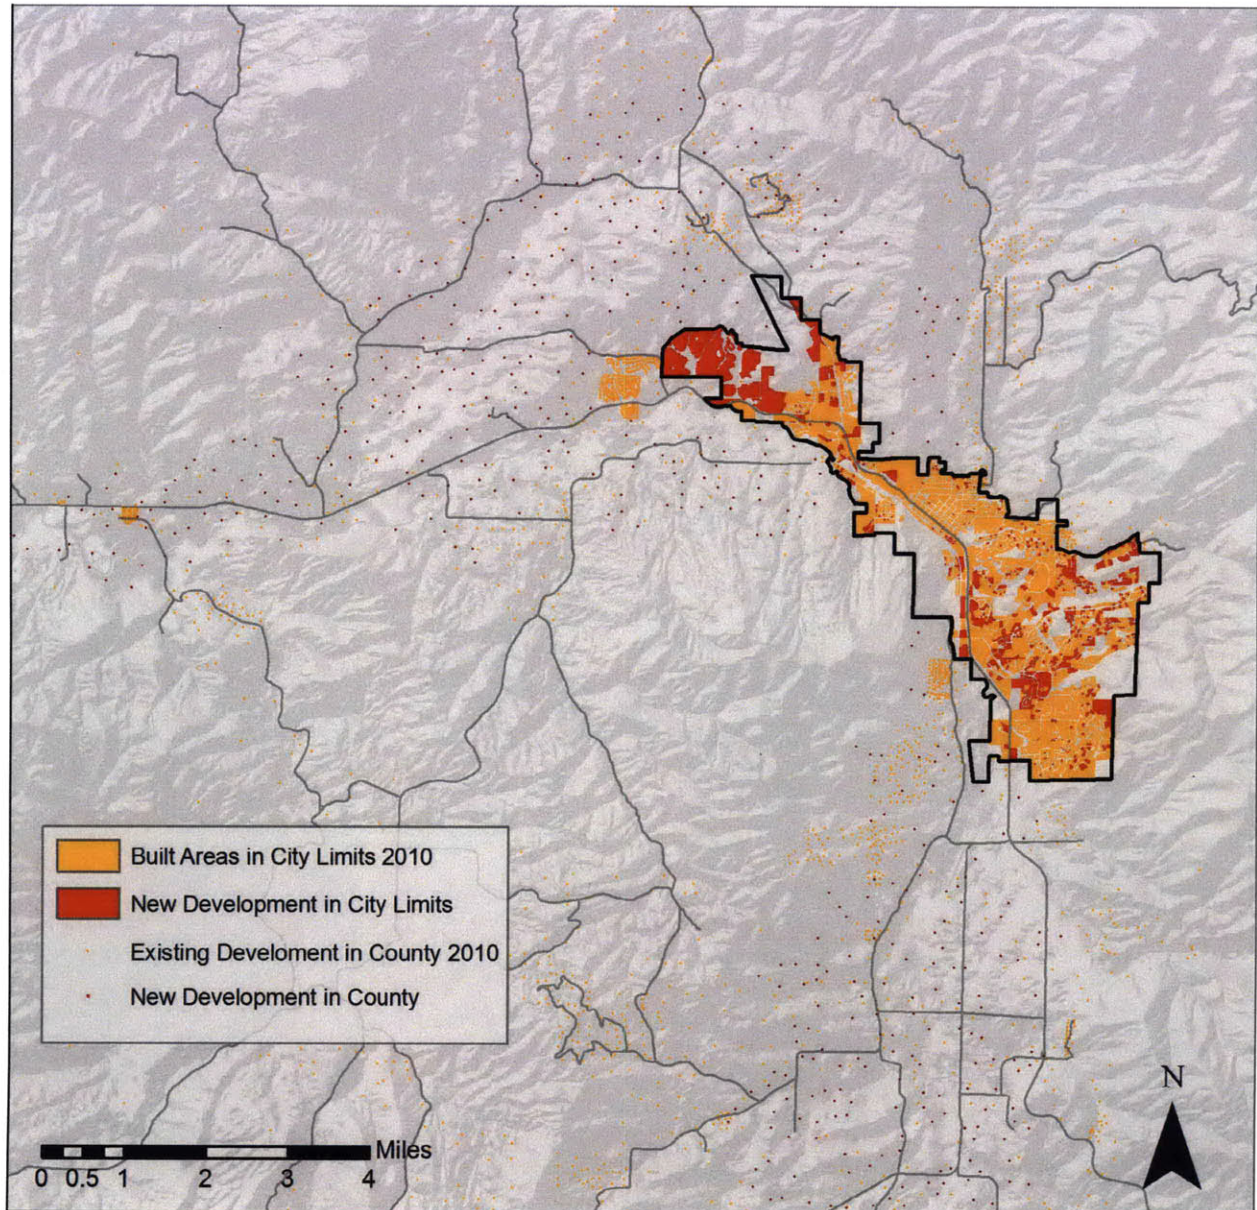 Built Areas in City Limits 2010
New Development in City Limits
Existing Develoment in County 2010
New Development in County
N
Miles
0 0.5 1 2 3 4